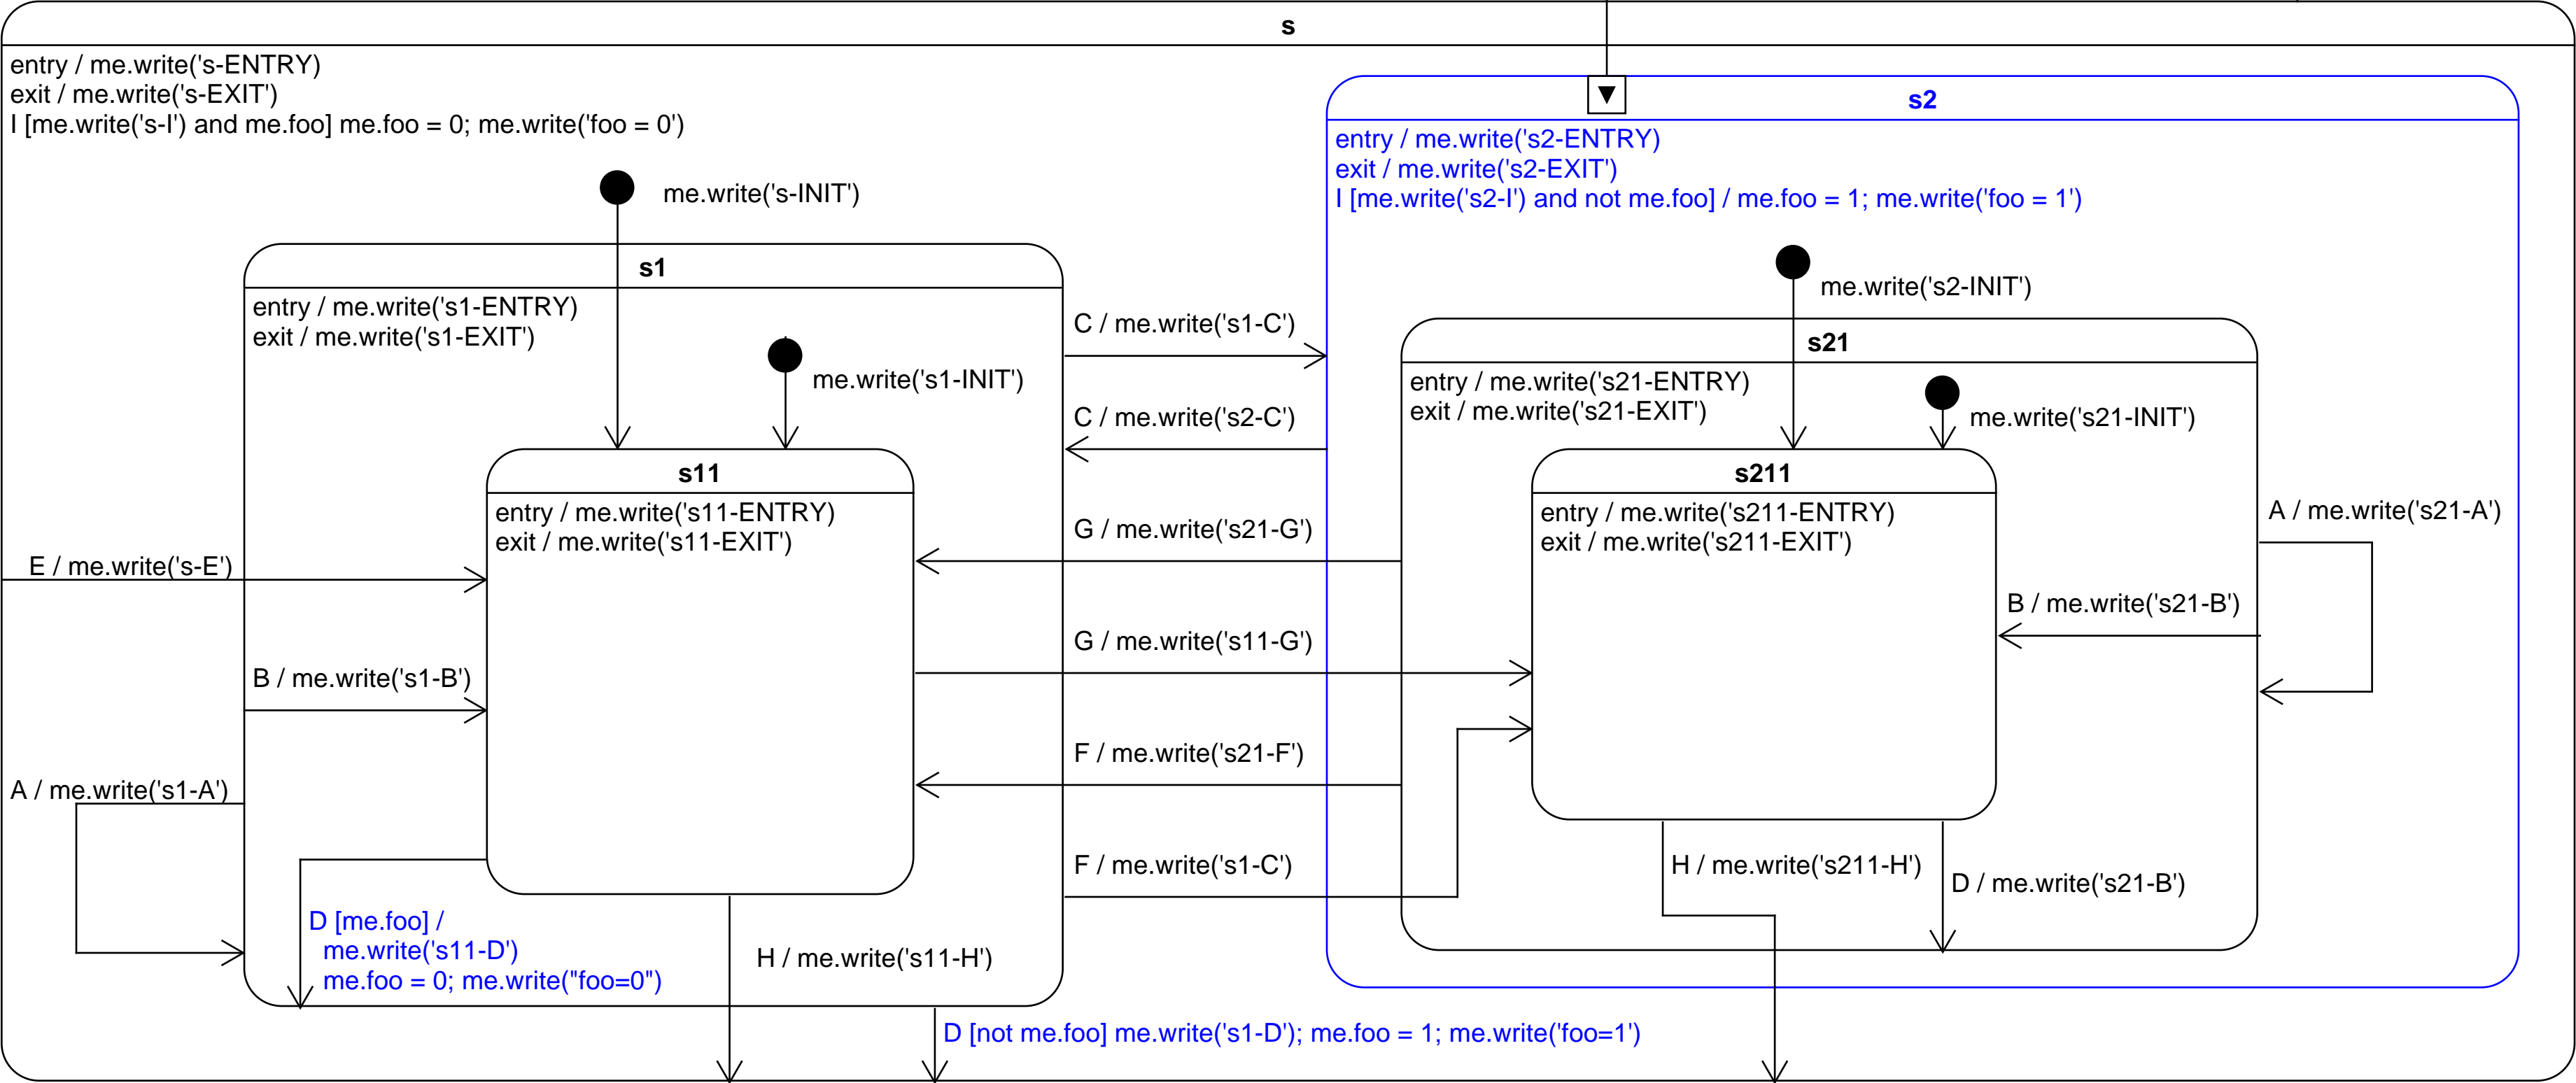 s
entry / me.write('s-ENTRY)
exit / me.write('s-EXIT')
I [me.write('s-I') and me.foo] me.foo = 0; me.write('foo = 0')
me.write('s-INIT')
s1
entry / me.write('s1-ENTRY)
exit / me.write('s1-EXIT')
me.write('s1-INIT')
s11
entry / me.write('s11-ENTRY)
exit / me.write('s11-EXIT')
E / me.write('s-E')
B / me.write('s1-B')
A / me.write('s1-A')
D [me.foo] /
me.write('s11-D')
me.foo = 0; me.write("foo=0")
H / me.write('s11-H')
D [not me.foo] me.write('s1-D'); me.foo = 1; me.write('foo=1')
C / me.write('s1-C')
C / me.write('s2-C')
G / me.write('s21-G')
G / me.write('s11-G')
F / me.write('s21-F')
F / me.write('s1-C')
s2
entry / me.write('s2-ENTRY)
exit / me.write('s2-EXIT')
I [me.write('s2-I') and not me.foo] / me.foo = 1; me.write('foo = 1')
me.write('s2-INIT')
s21
entry / me.write('s21-ENTRY)
exit / me.write('s21-EXIT')
me.write('s21-INIT')
s211
entry / me.write('s211-ENTRY)
exit / me.write('s211-EXIT')
A / me.write('s21-A')
B / me.write('s21-B')
H / me.write('s211-H')
D / me.write('s21-B')